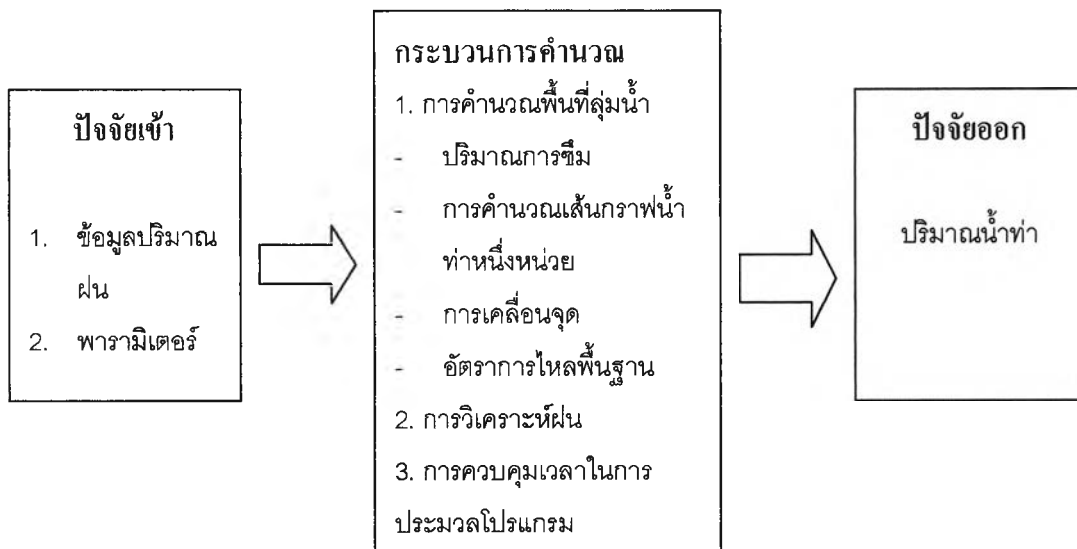 ปัจจัยเข้า
1. ข้อมูลปริมาณ
ฝน
2. พารามิเตอร์
กระบวนการคำนวณ
1. การคำนวณพื้นที่ลุ่มน้ำ
- ปริมาณการซึม
- การคำนวณเส้นกราฟน้ำ
ท่าหนึ่งหน่วย
- การเคลื่อนจุด
- อัตราการไหลพื้นฐาน
2. การวิเคราะห์ฝน
3. การควบคุมเวลาในการ
ประมวลโปรแกรม
ปัจจัยออก
ปริมาณน้ำท่า